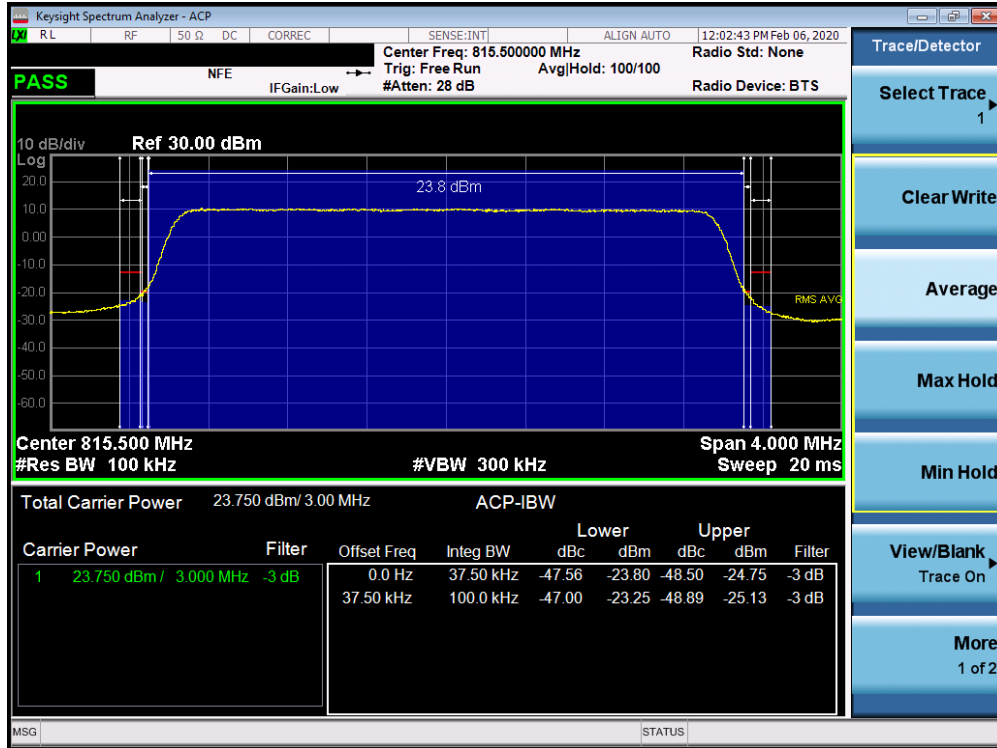 Keysight Spectrum Analyzer - ACP
LXI RL RF 50 Ω DC CORREC SENSE:INT ALIGN AUTO 12:02:43 PM Feb 06, 2020
Center Freq: 815.500000 MHz Radio Std: None
NFE Trig: Free Run Avg|Hold: 100/100
PASS IFGain:Low #Atten: 28 dB Radio Device: BTS
10 dB/div Ref 30.00 dBm
Log
20.0
23.8 dBm
10.0
0.00
-10.0
-20.0
RMS AVG
-30.0
-40.0
-50.0
-60.0
Center 815.500 MHz Span 4.000 MHz
#Res BW 100 kHz #VBW 300 kHz Sweep 20 ms
Total Carrier Power 23.750 dBm/ 3.00 MHz ACP-IBW
Lower Upper
Carrier Power Filter Offset Freq Integ BW dBc dBm dBc dBm Filter
1 23.750 dBm / 3.000 MHz -3 dB 0.0 Hz 37.50 kHz -47.56 -23.80 -48.50 -24.75 -3 dB
37.50 kHz 100.0 kHz -47.00 -23.25 -48.89 -25.13 -3 dB
MSG STATUS
Trace/Detector
Select Trace
1
Clear Write
Average
Max Hold
Min Hold
View/Blank
Trace On
More
1 of 2